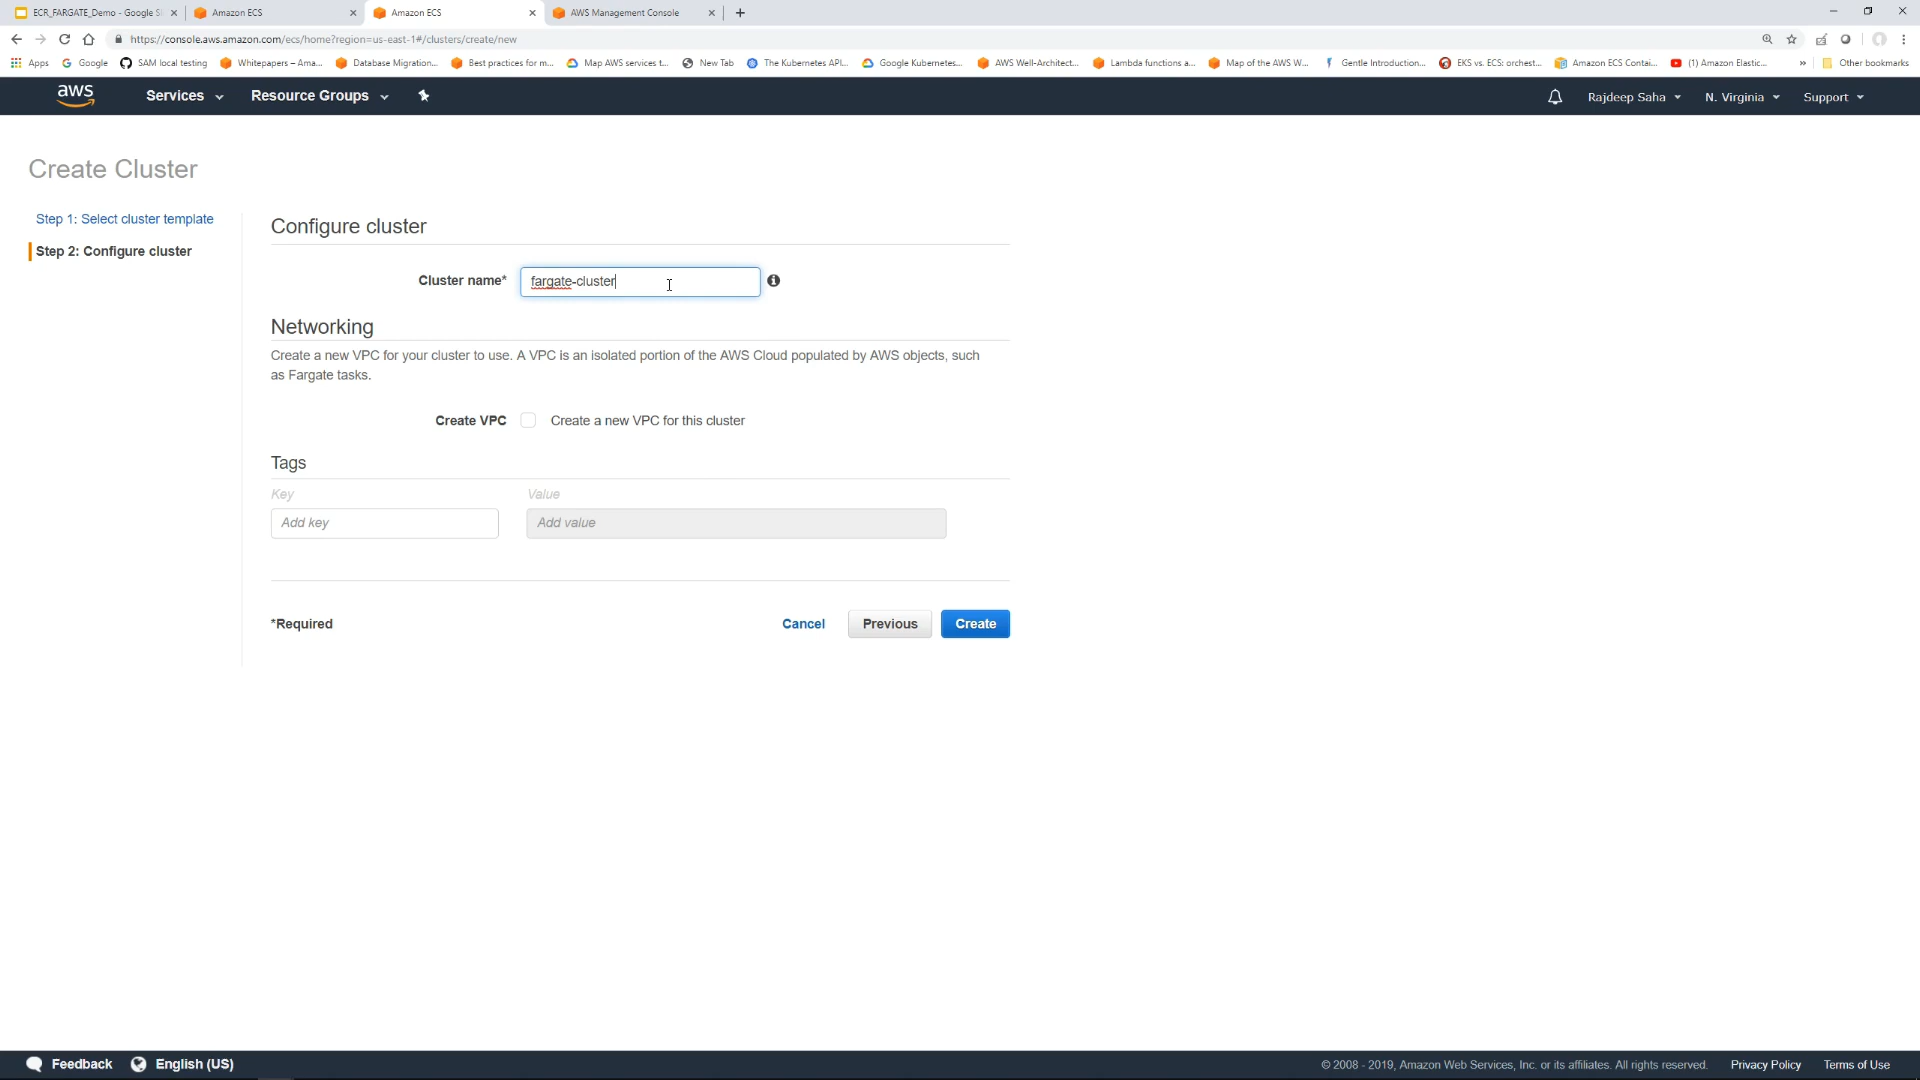 ECR_FARGATE_Demo - Google Sl
Amazon ECS
Amazon ECS
AWS Management Console
https://console.aws.amazon.com/ecs/home?region=us-east-1#/clusters/create/new
Apps
Google
SAM local testing
Whitepapers – Ama...
Database Migration...
Best practices for m...
Map AWS services t...
New Tab
The Kubernetes API...
Google Kubernetes...
AWS Well-Architect...
Lambda functions a...
Map of the AWS W...
Gentle Introduction...
EKS vs. ECS: orchest...
Amazon ECS Contai...
(1) Amazon Elastic...
»
Other bookmarks
aws
Services
Resource Groups
Rajdeep Saha
N. Virginia
Support
Create Cluster
Step 1: Select cluster template
Step 2: Configure cluster
Configure cluster
Cluster name*
fargate-cluster
Networking
Create a new VPC for your cluster to use. A VPC is an isolated portion of the AWS Cloud populated by AWS objects, such
as Fargate tasks.
Create VPC
Create a new VPC for this cluster
Tags
Key
Value
Add key
Add value
*Required
Cancel
Previous
Create
Feedback
English (US)
© 2008 - 2019, Amazon Web Services, Inc. or its affiliates. All rights reserved.
Privacy Policy
Terms of Use